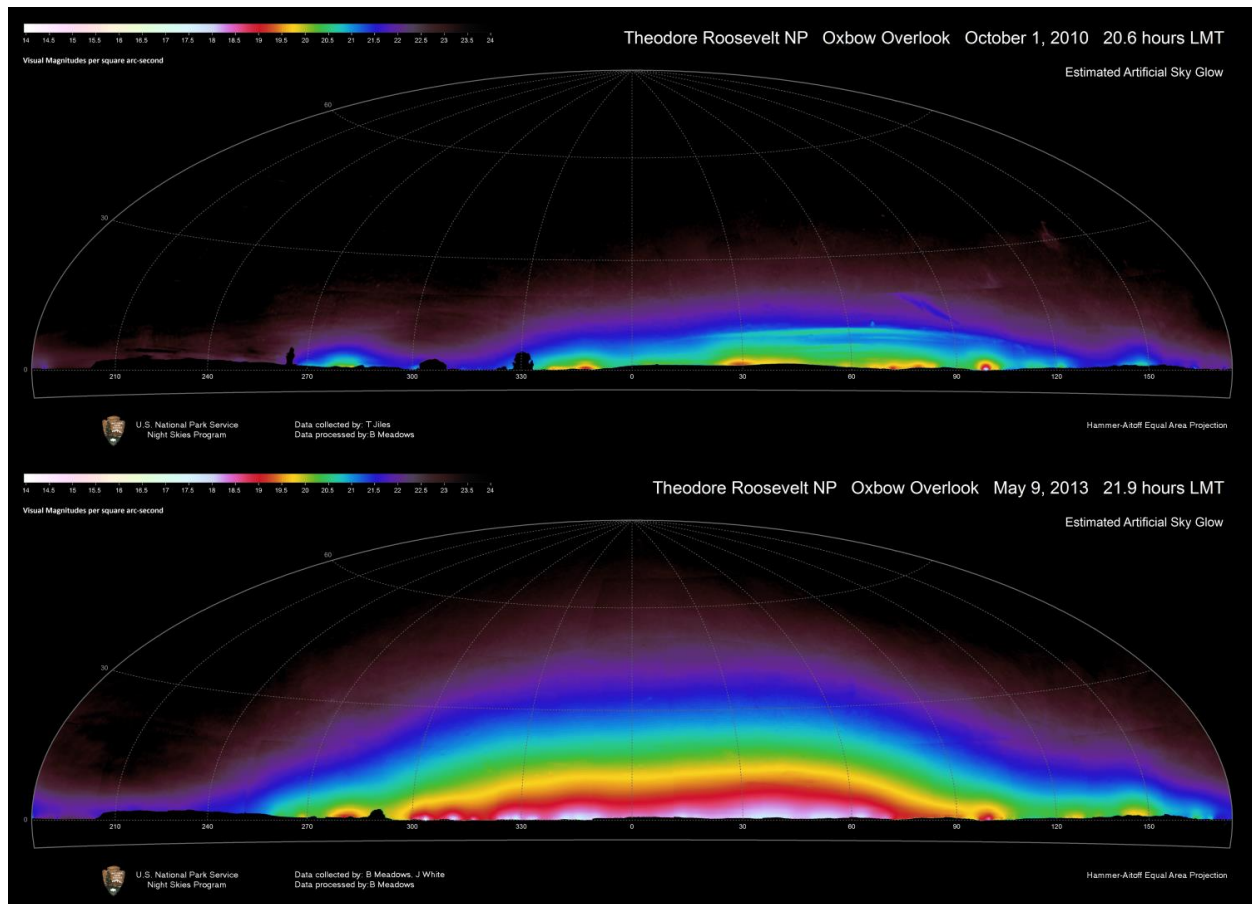 14 14.5 15 15.5 16 16.5 17 17.5 18 18.5 19 19.5 20 20.5 21 21.5 22 22.5 23 23.5 24
Visual Magnitudes per square arc-second
Theodore Roosevelt NP Oxbow Overlook October 1, 2010 20.6 hours LMT
Estimated Artificial Sky Glow
60
30
0
210 240 270 300 330 0 30 60 90 120 150
U.S. National Park Service
Night Skies Program
Data collected by: T Jiles
Data processed by:B Meadows
Hammer-Aitoff Equal Area Projection
14 14.5 15 15.5 16 16.5 17 17.5 18 18.5 19 19.5 20 20.5 21 21.5 22 22.5 23 23.5 24
Visual Magnitudes per square arc-second
Theodore Roosevelt NP Oxbow Overlook May 9, 2013 21.9 hours LMT
Estimated Artificial Sky Glow
60
30
0
210 240 270 300 330 0 30 60 90 120 150
U.S. National Park Service
Night Skies Program
Data collected by: B Meadows, J White
Data processed by:B Meadows
Hammer-Aitoff Equal Area Projection